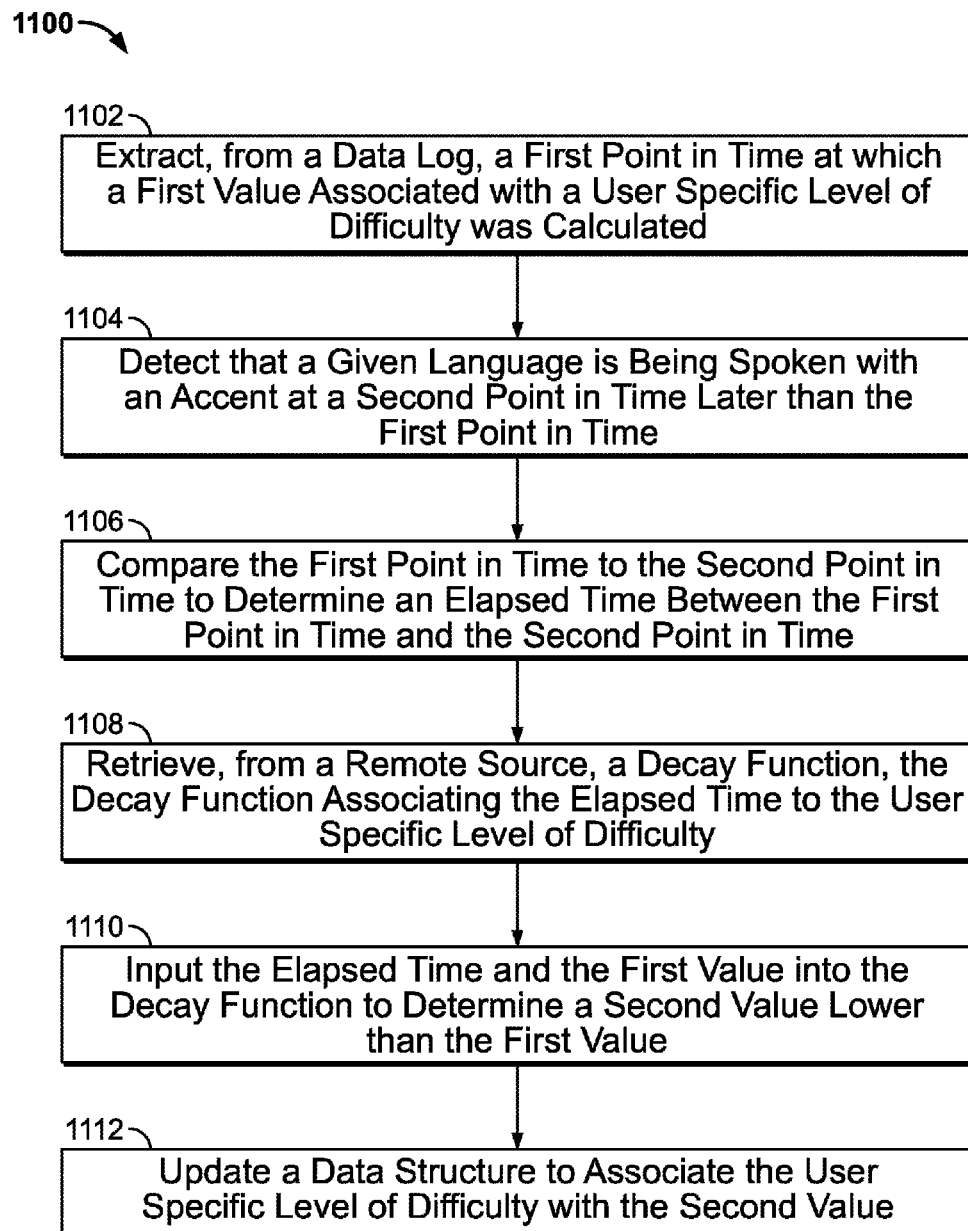 1100
1102
Extract, from a Data Log, a First Point in Time at which
a First Value Associated with a User Specific Level of
Difficulty was Calculated
1104
Detect that a Given Language is Being Spoken with
an Accent at a Second Point in Time Later than the
First Point in Time
1106
Compare the First Point in Time to the Second Point in
Time to Determine an Elapsed Time Between the First
Point in Time and the Second Point in Time
1108
Retrieve, from a Remote Source, a Decay Function, the
Decay Function Associating the Elapsed Time to the User
Specific Level of Difficulty
1110
Input the Elapsed Time and the First Value into the
Decay Function to Determine a Second Value Lower
than the First Value
1112
Update a Data Structure to Associate the User
Specific Level of Difficulty with the Second Value